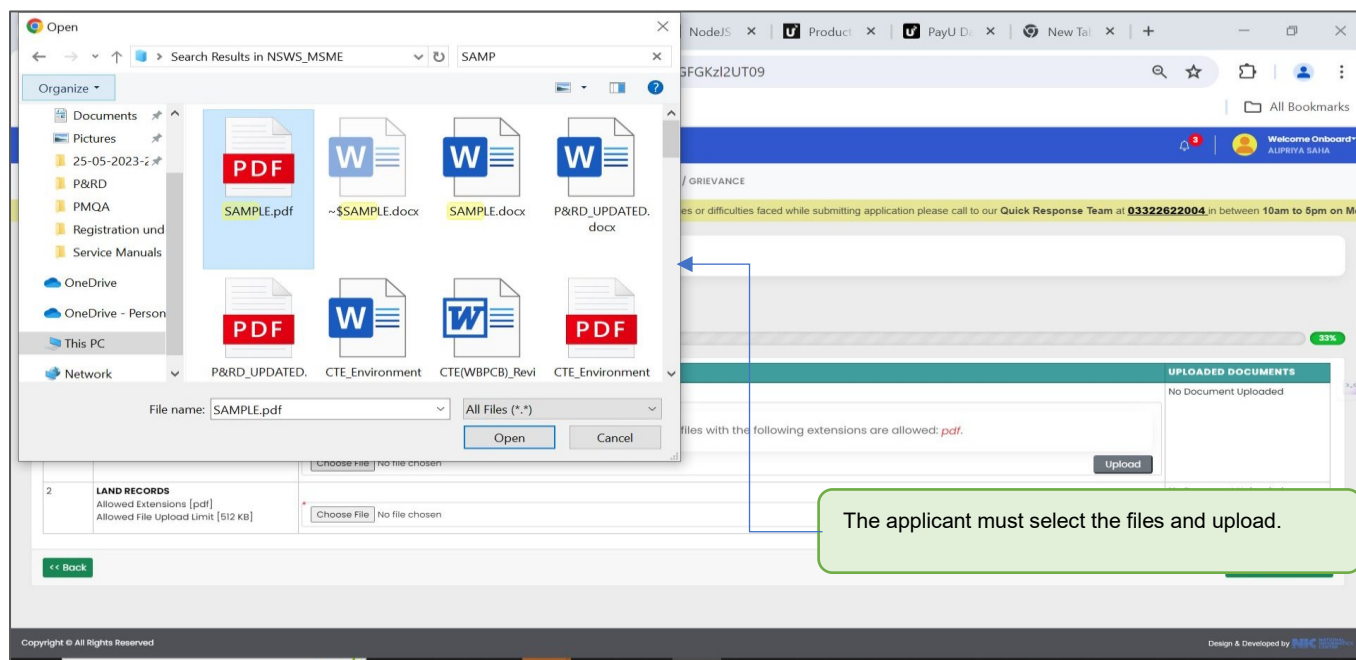 Open
NodeJS
Product
PayU Da
New Tab
Search Results in NSWS_MSME
SAMP
GFGKzl2UT09
Organize
All Bookmarks
Documents
Pictures
25-05-2023-2
P&RD
PMQA
Registration und
Service Manuals
OneDrive
OneDrive - Person
This PC
Network
PDF
SAMPLE.pdf
W
~$SAMPLE.docx
W
SAMPLE.docx
W
P&RD_UPDATED.
docx
PDF
P&RD_UPDATED.
W
CTE_Environment
W
CTE(WBPCB)_Revi
PDF
CTE_Environment
File name: SAMPLE.pdf
All Files (*.*)
Open
Cancel
3
Welcome Onboard
ALIPRIYA SAHA
/ GRIEVANCE
es or difficulties faced while submitting application please call to our Quick Response Team at 03322622004 in between 10am to 5pm on M
33%
UPLOADED DOCUMENTS
No Document Uploaded
files with the following extensions are allowed: pdf.
Choose File No file chosen
Upload
2
LAND RECORDS
Allowed Extensions [pdf]
Allowed File Upload Limit [512 KB]
*
Choose File No file chosen
The applicant must select the files and upload.
<< Back
Copyright © All Rights Reserved
Design & Developed by NIC